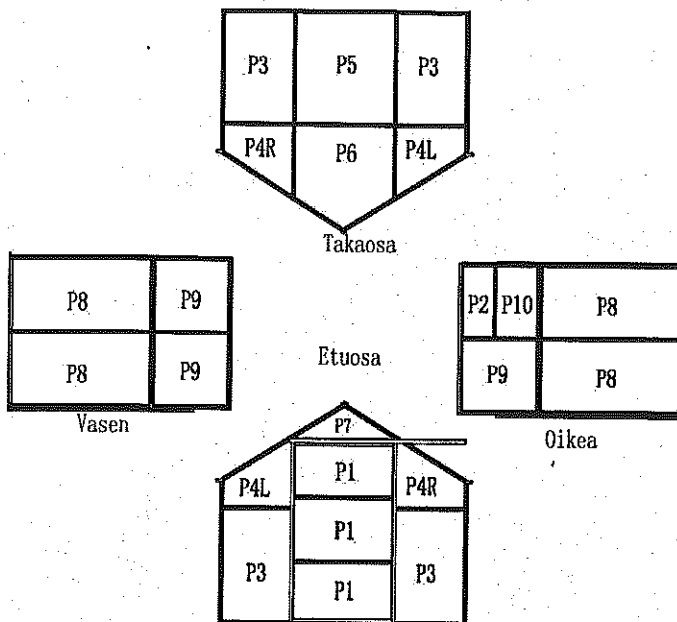 P3 P5 P3
P4R P6 P4L
Takaosa
P8 P9
P8 P9
Vasen
Etuosa
P2 P10 P8
P9 P8
Oikea
P7
P4L P1 P4R
P1
P3 P1 P3